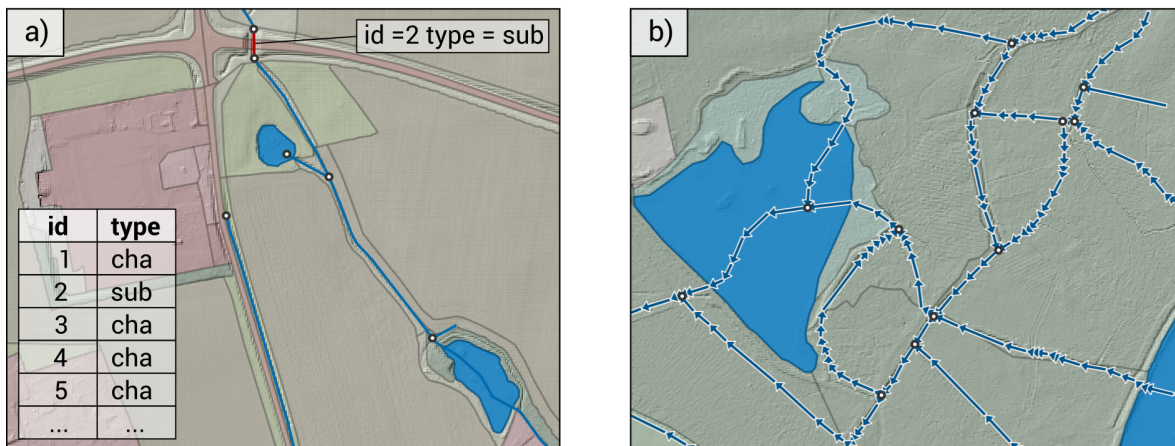 a)
id =2 type = sub
id type
1 cha
2 sub
3 cha
4 cha
5 cha
... ...
b)